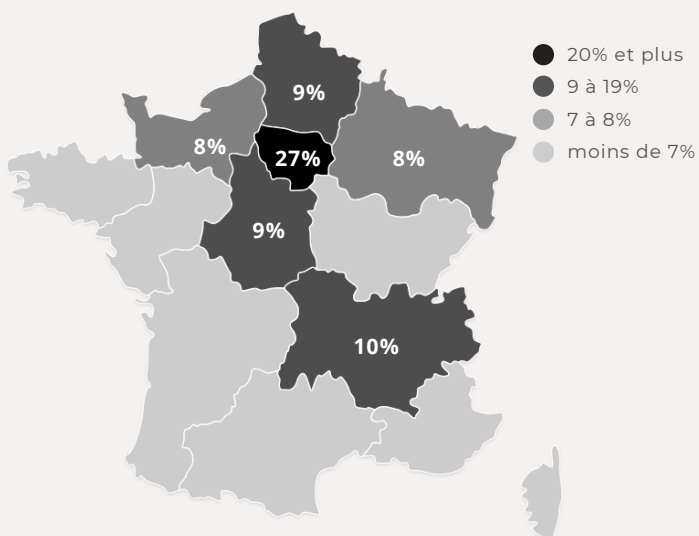 20% et plus
9 à 19%
7 à 8%
moins de 7%
9%
8%
27%
8%
9%
10%